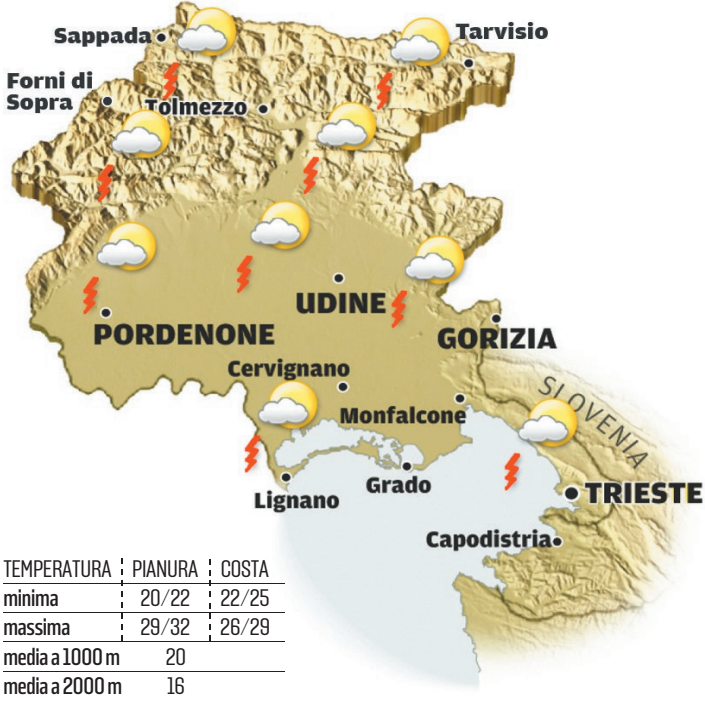 Sappada
Tarvisio
Forni di
Sopra
Tolmezzo
UDINE
PORDENONE
GORIZIA
Cervignano
SLOVENIA
Monfalcone
Grado
Lignano
TRIESTE
Capodistria
TEMPERATURA PIANURA COSTA
minima 20/22 22/25
massima 29/32 26/29
media a 1000 m 20
media a 2000 m 16